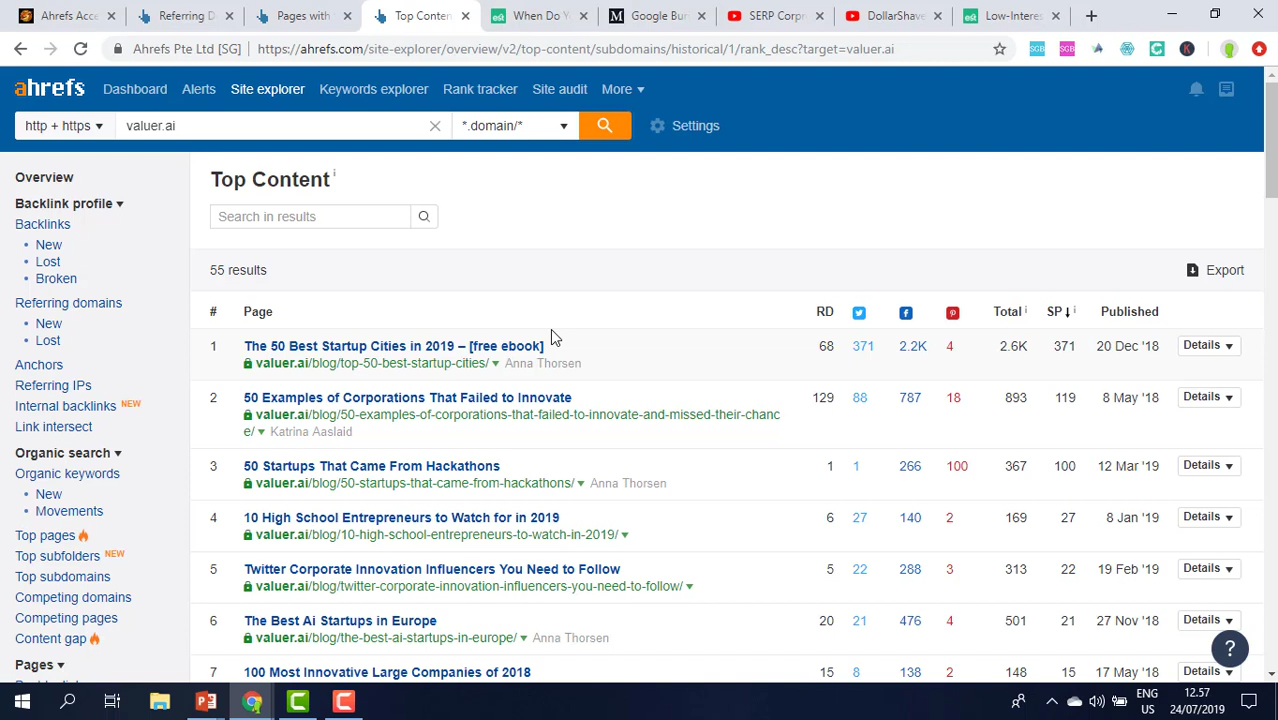 Ahrefs Acce
Referring D
Pages with
Top Conten
When Do Yo
Google Bur
SERP Corpr
DollarShave
Low-Interes
Ahrefs Pte Ltd [SG]
https://ahrefs.com/site-explorer/overview/v2/top-content/subdomains/historical/1/rank_desc?target=valuer.ai
ahrefs Dashboard Alerts Site explorer Keywords explorer Rank tracker Site audit More
http + https valuer.ai *.domain/* Settings
Overview
Backlink profile
Backlinks
New
Lost
Broken
Referring domains
New
Lost
Anchors
Referring IPs
Internal backlinks NEW
Link intersect
Organic search
Organic keywords
New
Movements
Top pages
Top subfolders NEW
Top subdomains
Competing domains
Competing pages
Content gap
Pages
Top Content
Search in results
55 results Export
# Page RD Total SP Published
1 The 50 Best Startup Cities in 2019 – [free ebook] 68 371 2.2K 4 2.6K 371 20 Dec '18 Details
valuer.ai/blog/top-50-best-startup-cities/ Anna Thorsen
2 50 Examples of Corporations That Failed to Innovate 129 88 787 18 893 119 8 May '18 Details
valuer.ai/blog/50-examples-of-corporations-that-failed-to-innovate-and-missed-their-chanc
e/ Katrina Aaslaid
3 50 Startups That Came From Hackathons 1 1 266 100 367 100 12 Mar '19 Details
valuer.ai/blog/50-startups-that-came-from-hackathons/ Anna Thorsen
4 10 High School Entrepreneurs to Watch for in 2019 6 27 140 2 169 27 8 Jan '19 Details
valuer.ai/blog/10-high-school-entrepreneurs-to-watch-in-2019/
5 Twitter Corporate Innovation Influencers You Need to Follow 5 22 288 3 313 22 19 Feb '19 Details
valuer.ai/blog/twitter-corporate-innovation-influencers-you-need-to-follow/
6 The Best Ai Startups in Europe 20 21 476 4 501 21 27 Nov '18 Details
valuer.ai/blog/the-best-ai-startups-in-europe/ Anna Thorsen
7 100 Most Innovative Large Companies of 2018 15 8 138 2 148 15 17 May '18 Details
?
ENG
US
12.57
24/07/2019